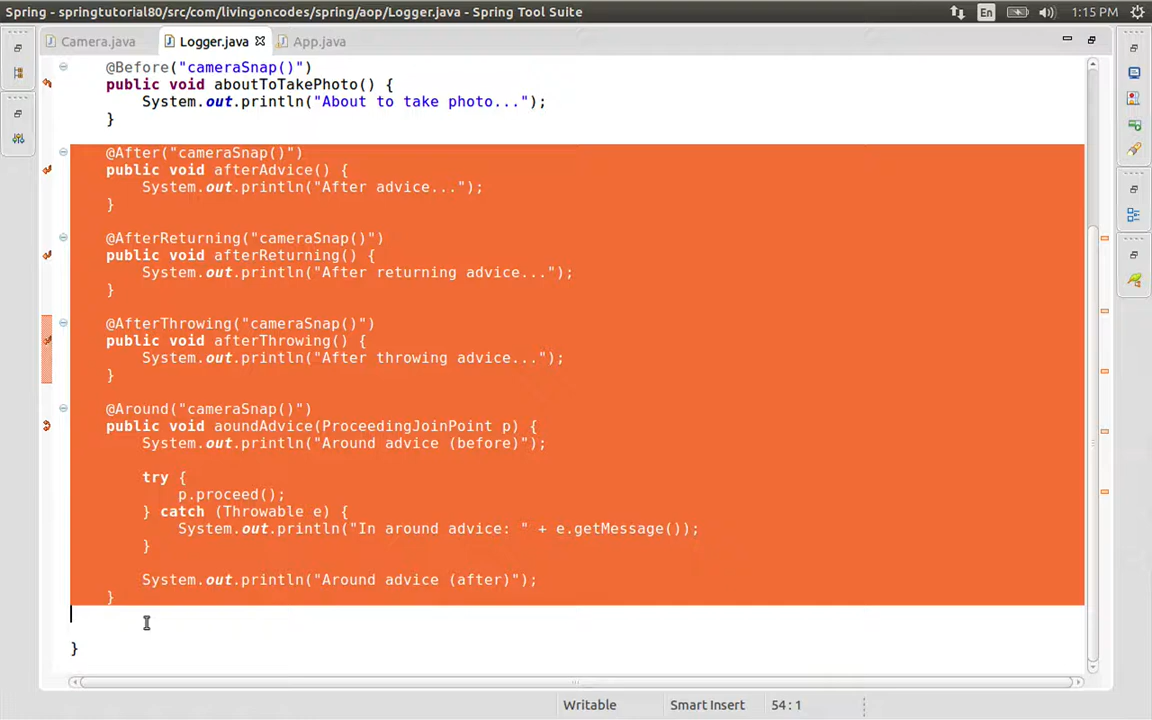 Spring - springtutorial80/src/com/livingoncodes/spring/aop/Logger.java - Spring Tool Suite
En
1:15 PM
Camera.java
Logger.java
App.java
@Before("cameraSnap()")
public void aboutToTakePhoto() {
System.out.println("About to take photo...");
}
@After("cameraSnap()")
public void afterAdvice() {
System.out.println("After advice...");
}
@AfterReturning("cameraSnap()")
public void afterReturning() {
System.out.println("After returning advice...");
}
@AfterThrowing("cameraSnap()")
public void afterThrowing() {
System.out.println("After throwing advice...");
}
@Around("cameraSnap()")
public void aoundAdvice(ProceedingJoinPoint p) {
System.out.println("Around advice (before)");
try {
p.proceed();
} catch (Throwable e) {
System.out.println("In around advice: " + e.getMessage());
}
System.out.println("Around advice (after)");
}
}
Writable
Smart Insert
54 : 1